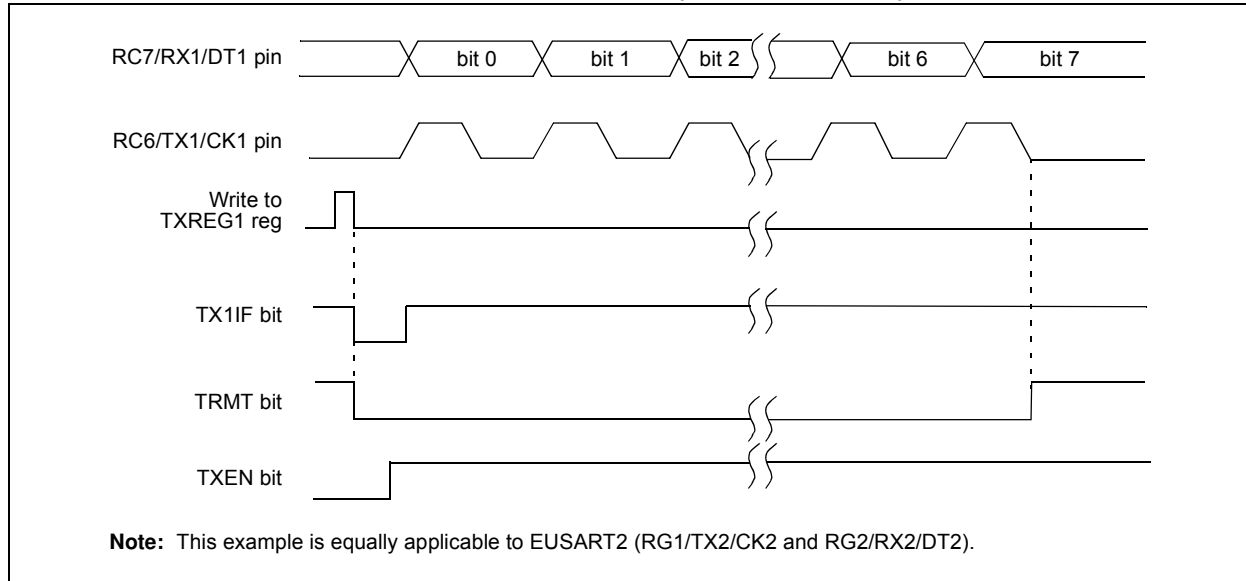 RC7/RX1/DT1 pin
bit 0 bit 1 bit 2 bit 6 bit 7
RC6/TX1/CK1 pin
Write to
TXREG1 reg
TX1IF bit
TRMT bit
TXEN bit
Note: This example is equally applicable to EUSART2 (RG1/TX2/CK2 and RG2/RX2/DT2).